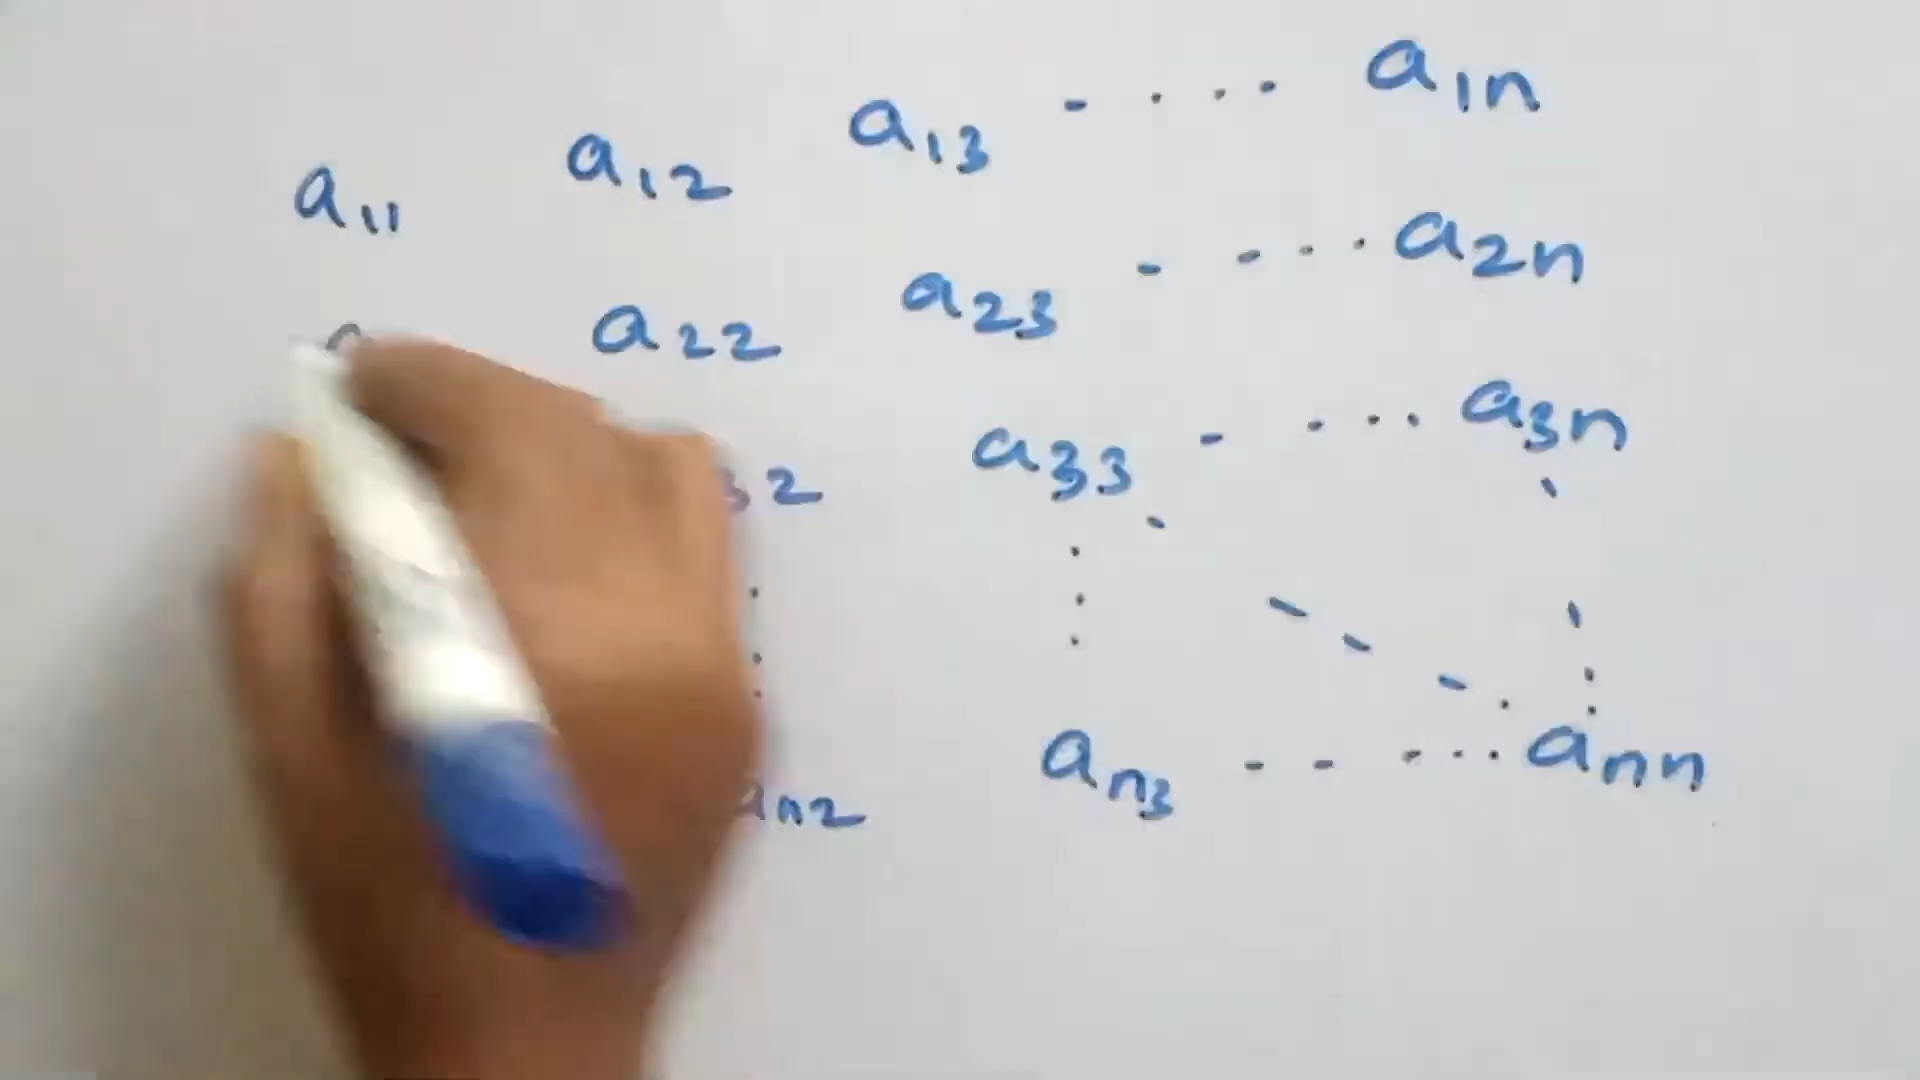 a11 a12 a13 - . . . a1n
a22 a23 - - . . a2n
32 a33 - - . . a3n
an2 an3 - - - . . ann